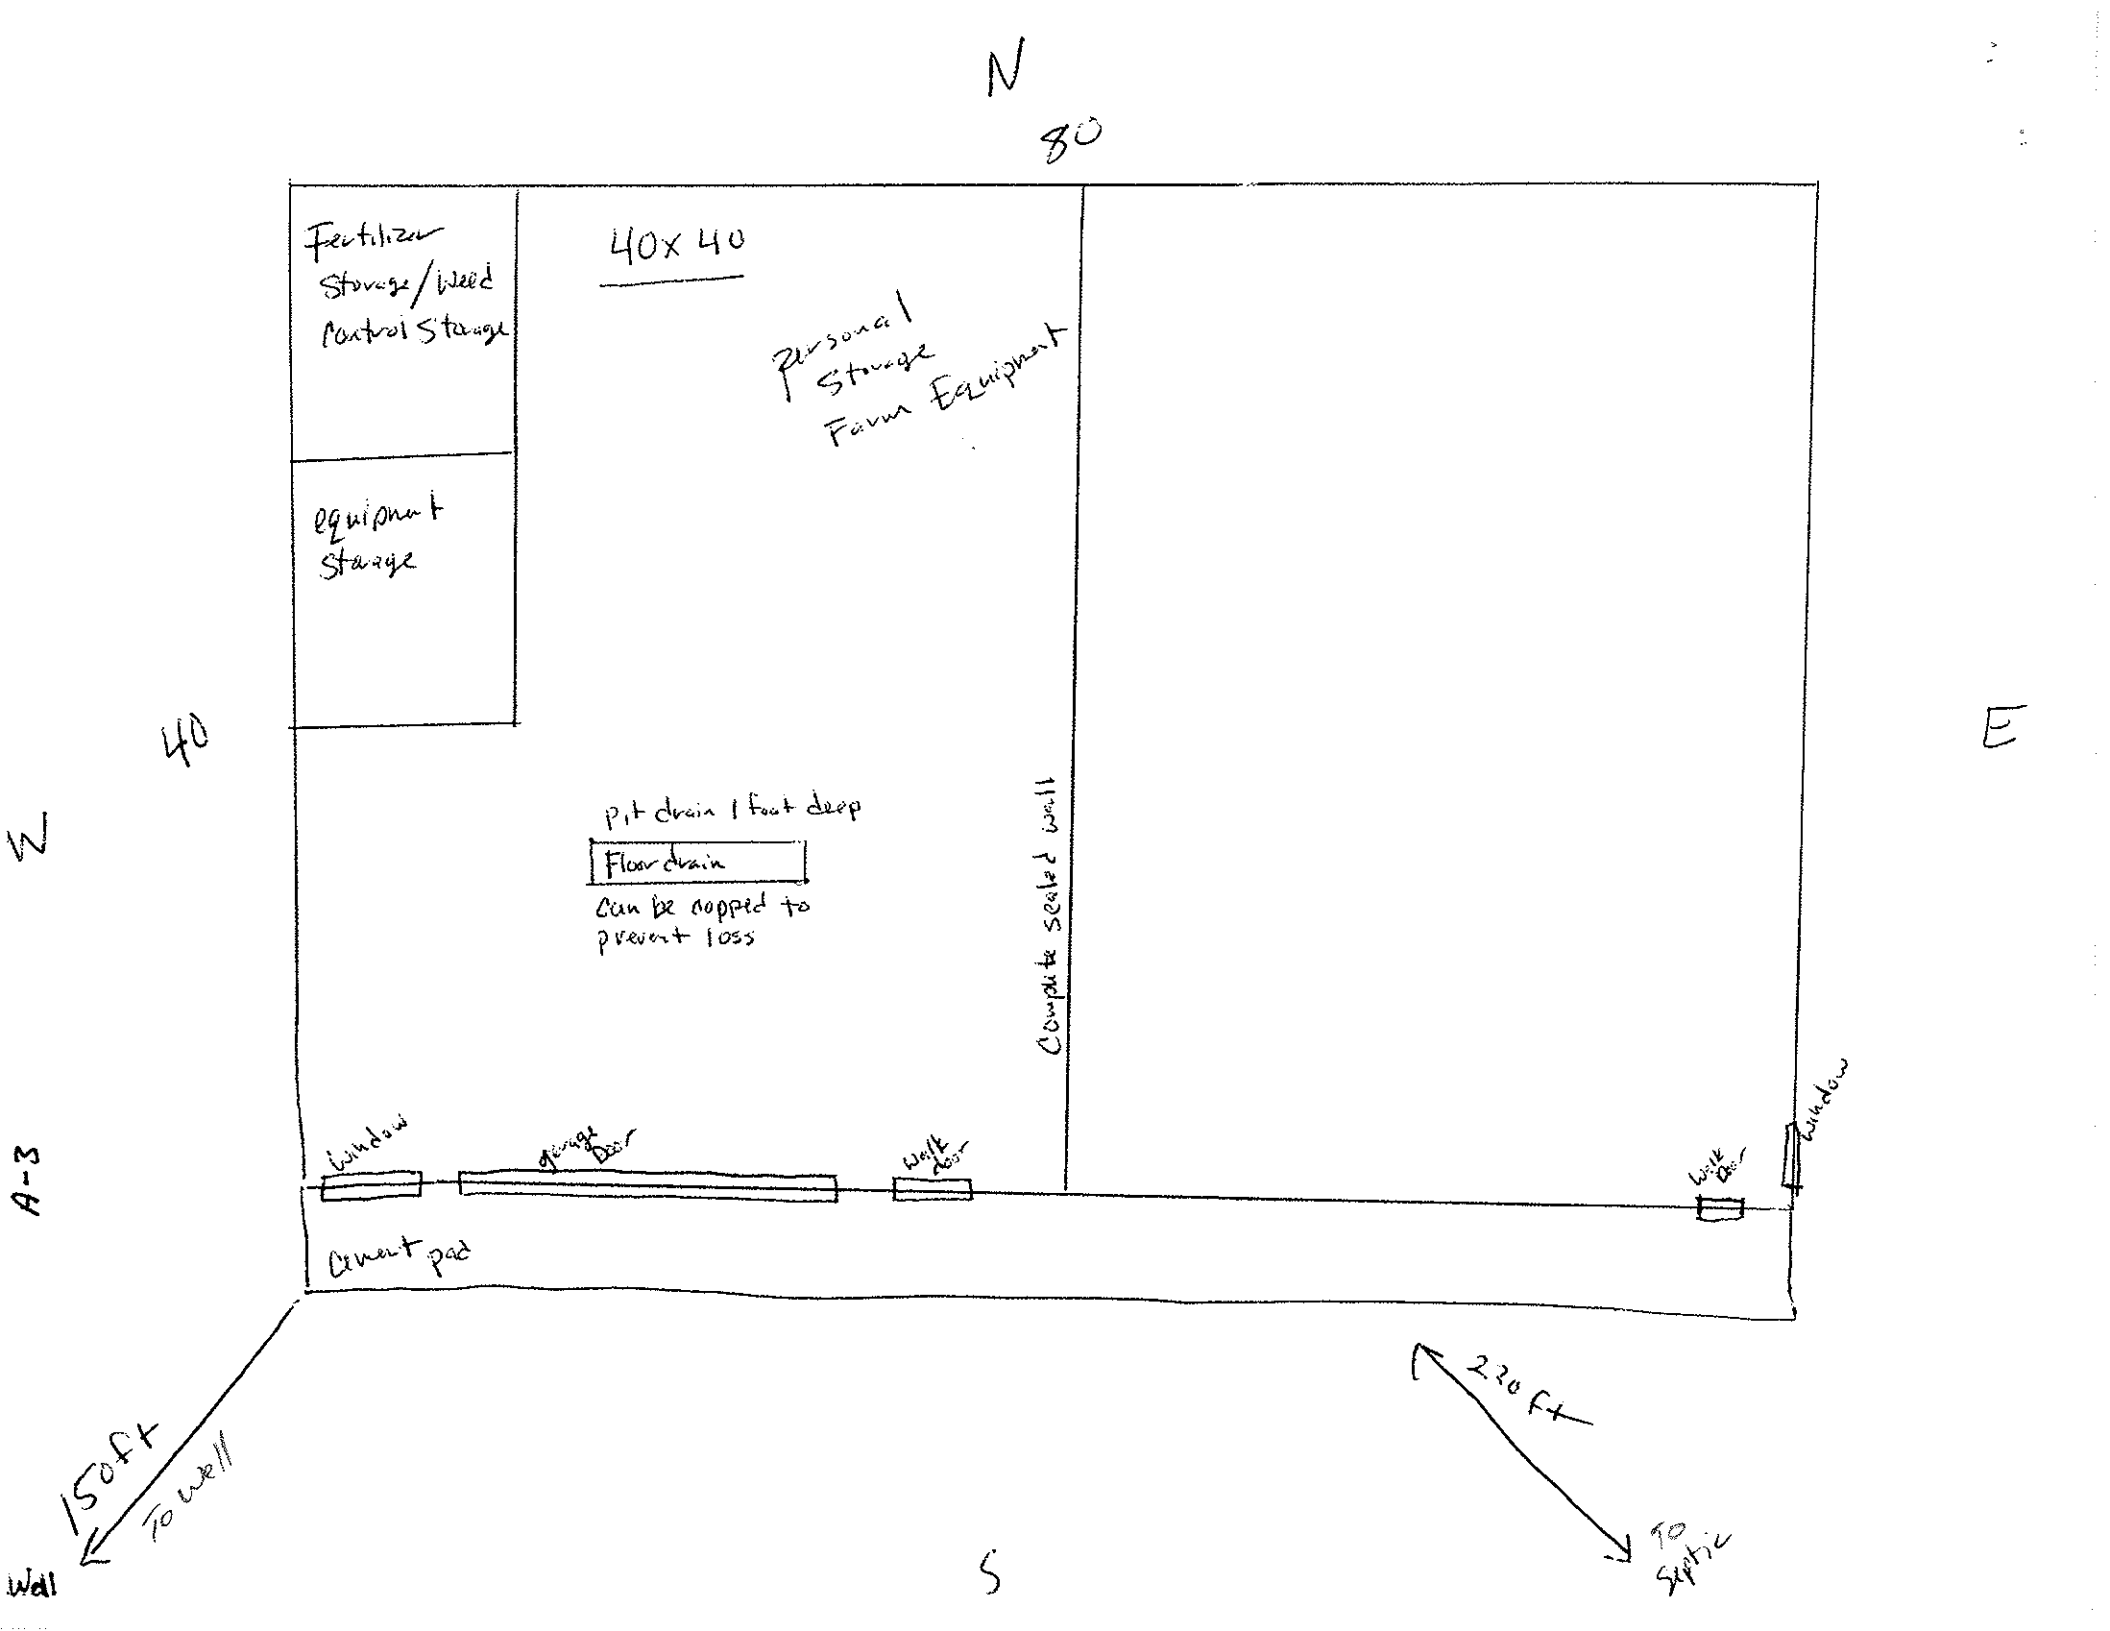 N
80
Fertilizer
Storage/Weed
Control Storage
40x40
personal
Storage
Farm Equipment
equipment
storage
40
E
W
pit drain 1 foot deep
Floor drain
can be capped to
prevent loss
Complete sealed wall
A-3
window
garage
Door
walk
door
Walk
Door
window
Cement pad
150ft
To well
Well
220 ft
To
Septic
S